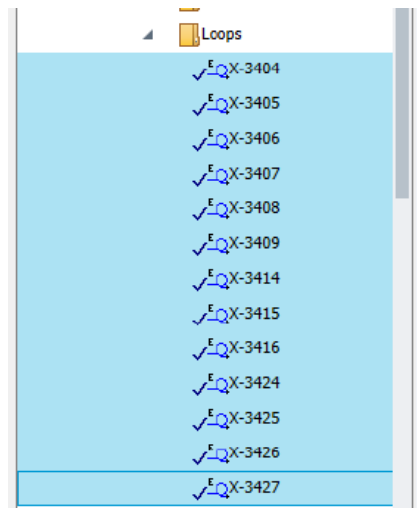 Loops
E X-3404
E X-3405
E X-3406
E X-3407
E X-3408
E X-3409
E X-3414
E X-3415
E X-3416
E X-3424
E X-3425
E X-3426
E X-3427